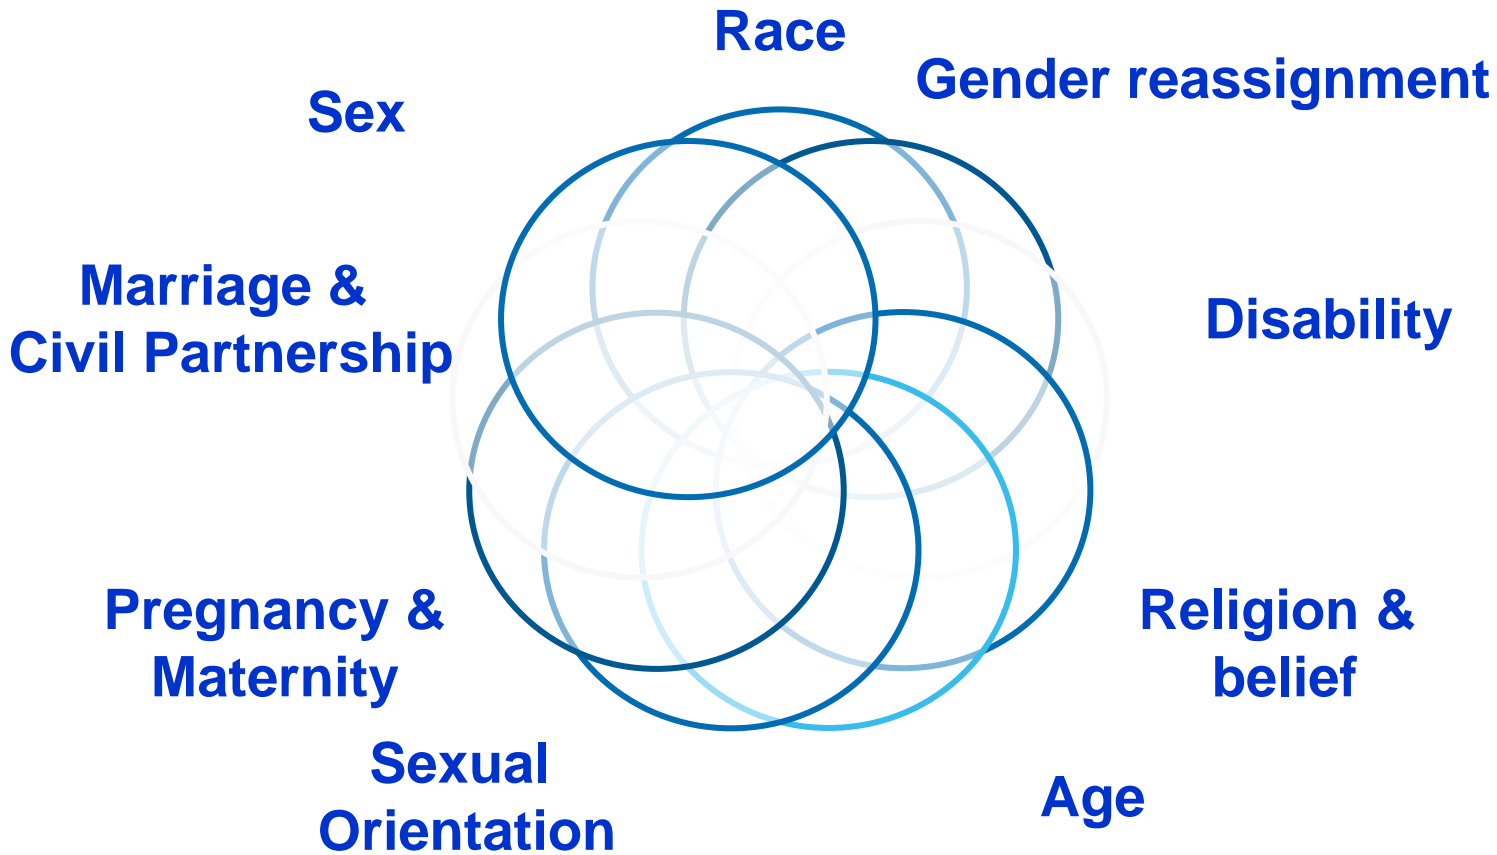 Race
Gender reassignment
Sex
Marriage &
Civil Partnership
Disability
Pregnancy &
Maternity
Religion &
belief
Sexual
Orientation
Age